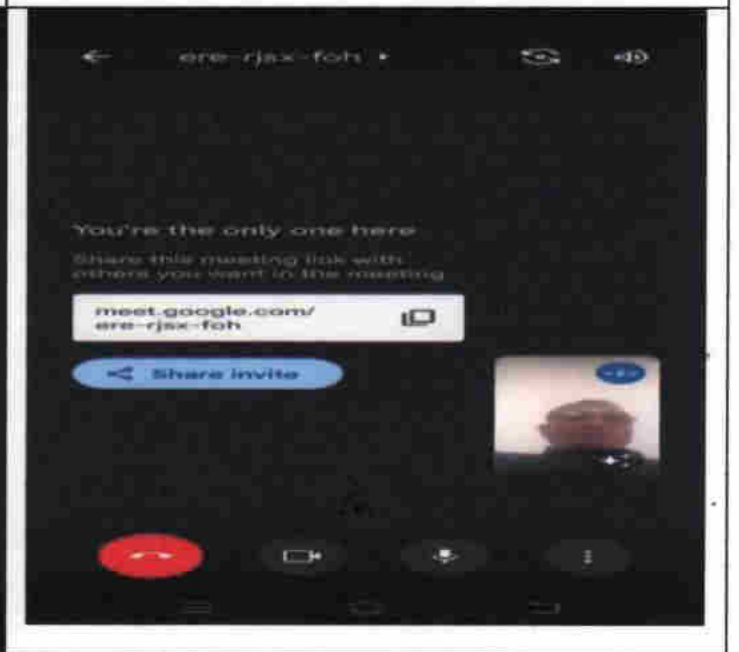 ere-rjsx-foh
You're the only one here
Share this meeting link with
others you want in the meeting
meet.google.com/
ere-rjsx-foh
Share invite